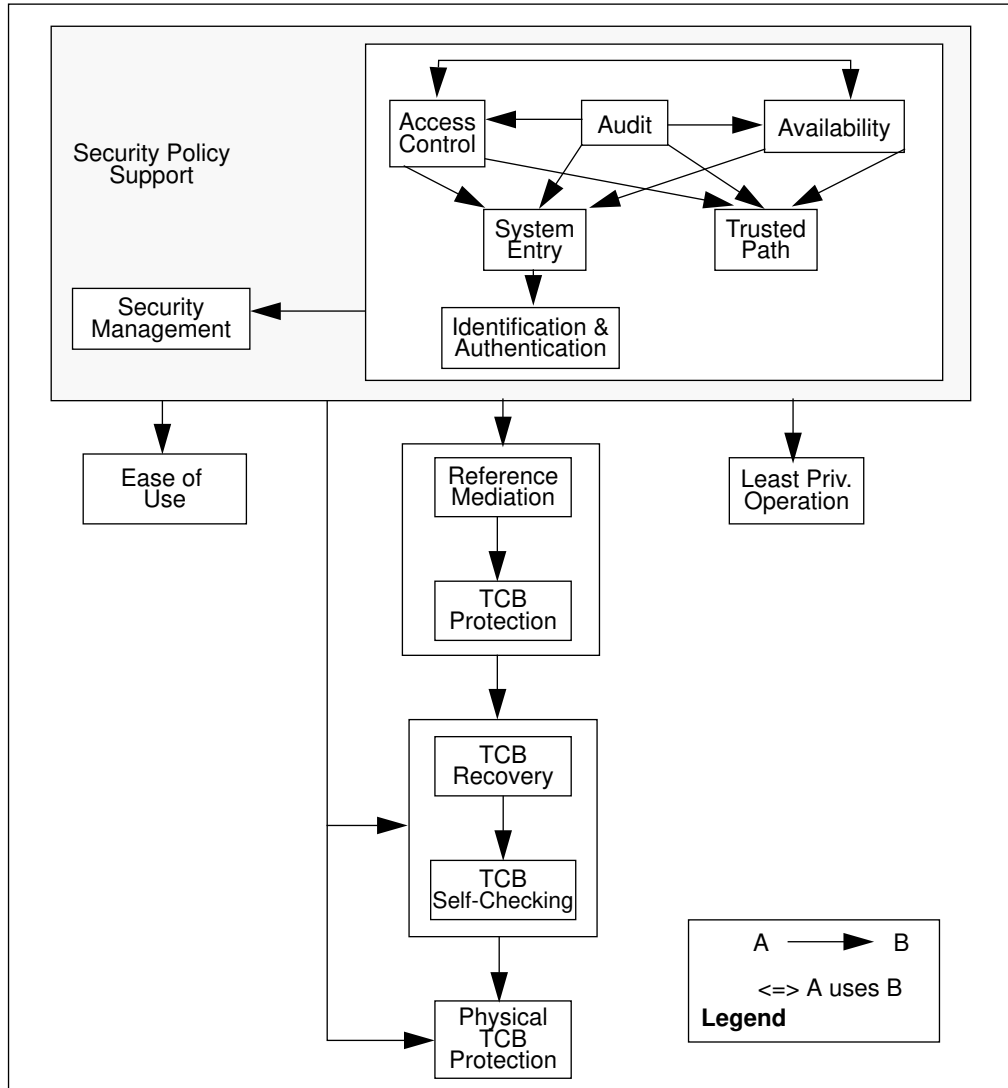 Access
Control
Audit
Availability
Security Policy
Support
System
Entry
Trusted
Path
Security
Management
Identification &
Authentication
Ease of
Use
Reference
Mediation
Least Priv.
Operation
TCB
Protection
TCB
Recovery
TCB
Self-Checking
A B
<=> A uses B
Legend
Physical
TCB
Protection